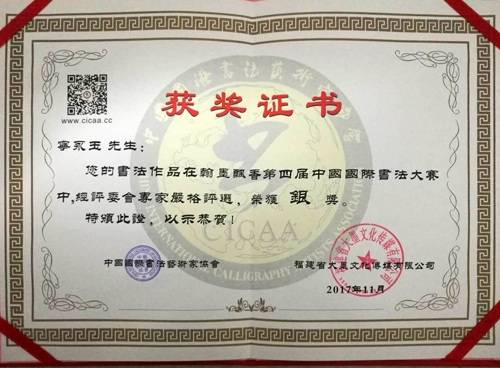 获奖证书
www.cicaa.cc
寧永玉 先生：
您的書法作品在翰墨飄香第四届中國國際書法大賽
中,經評委會專家嚴格評選，榮獲 銀 獎。
特頒此證，以示恭賀！
CICAA
中國國際書法藝術家協會
福建省大墨文化傳媒有限公司
2017年11月